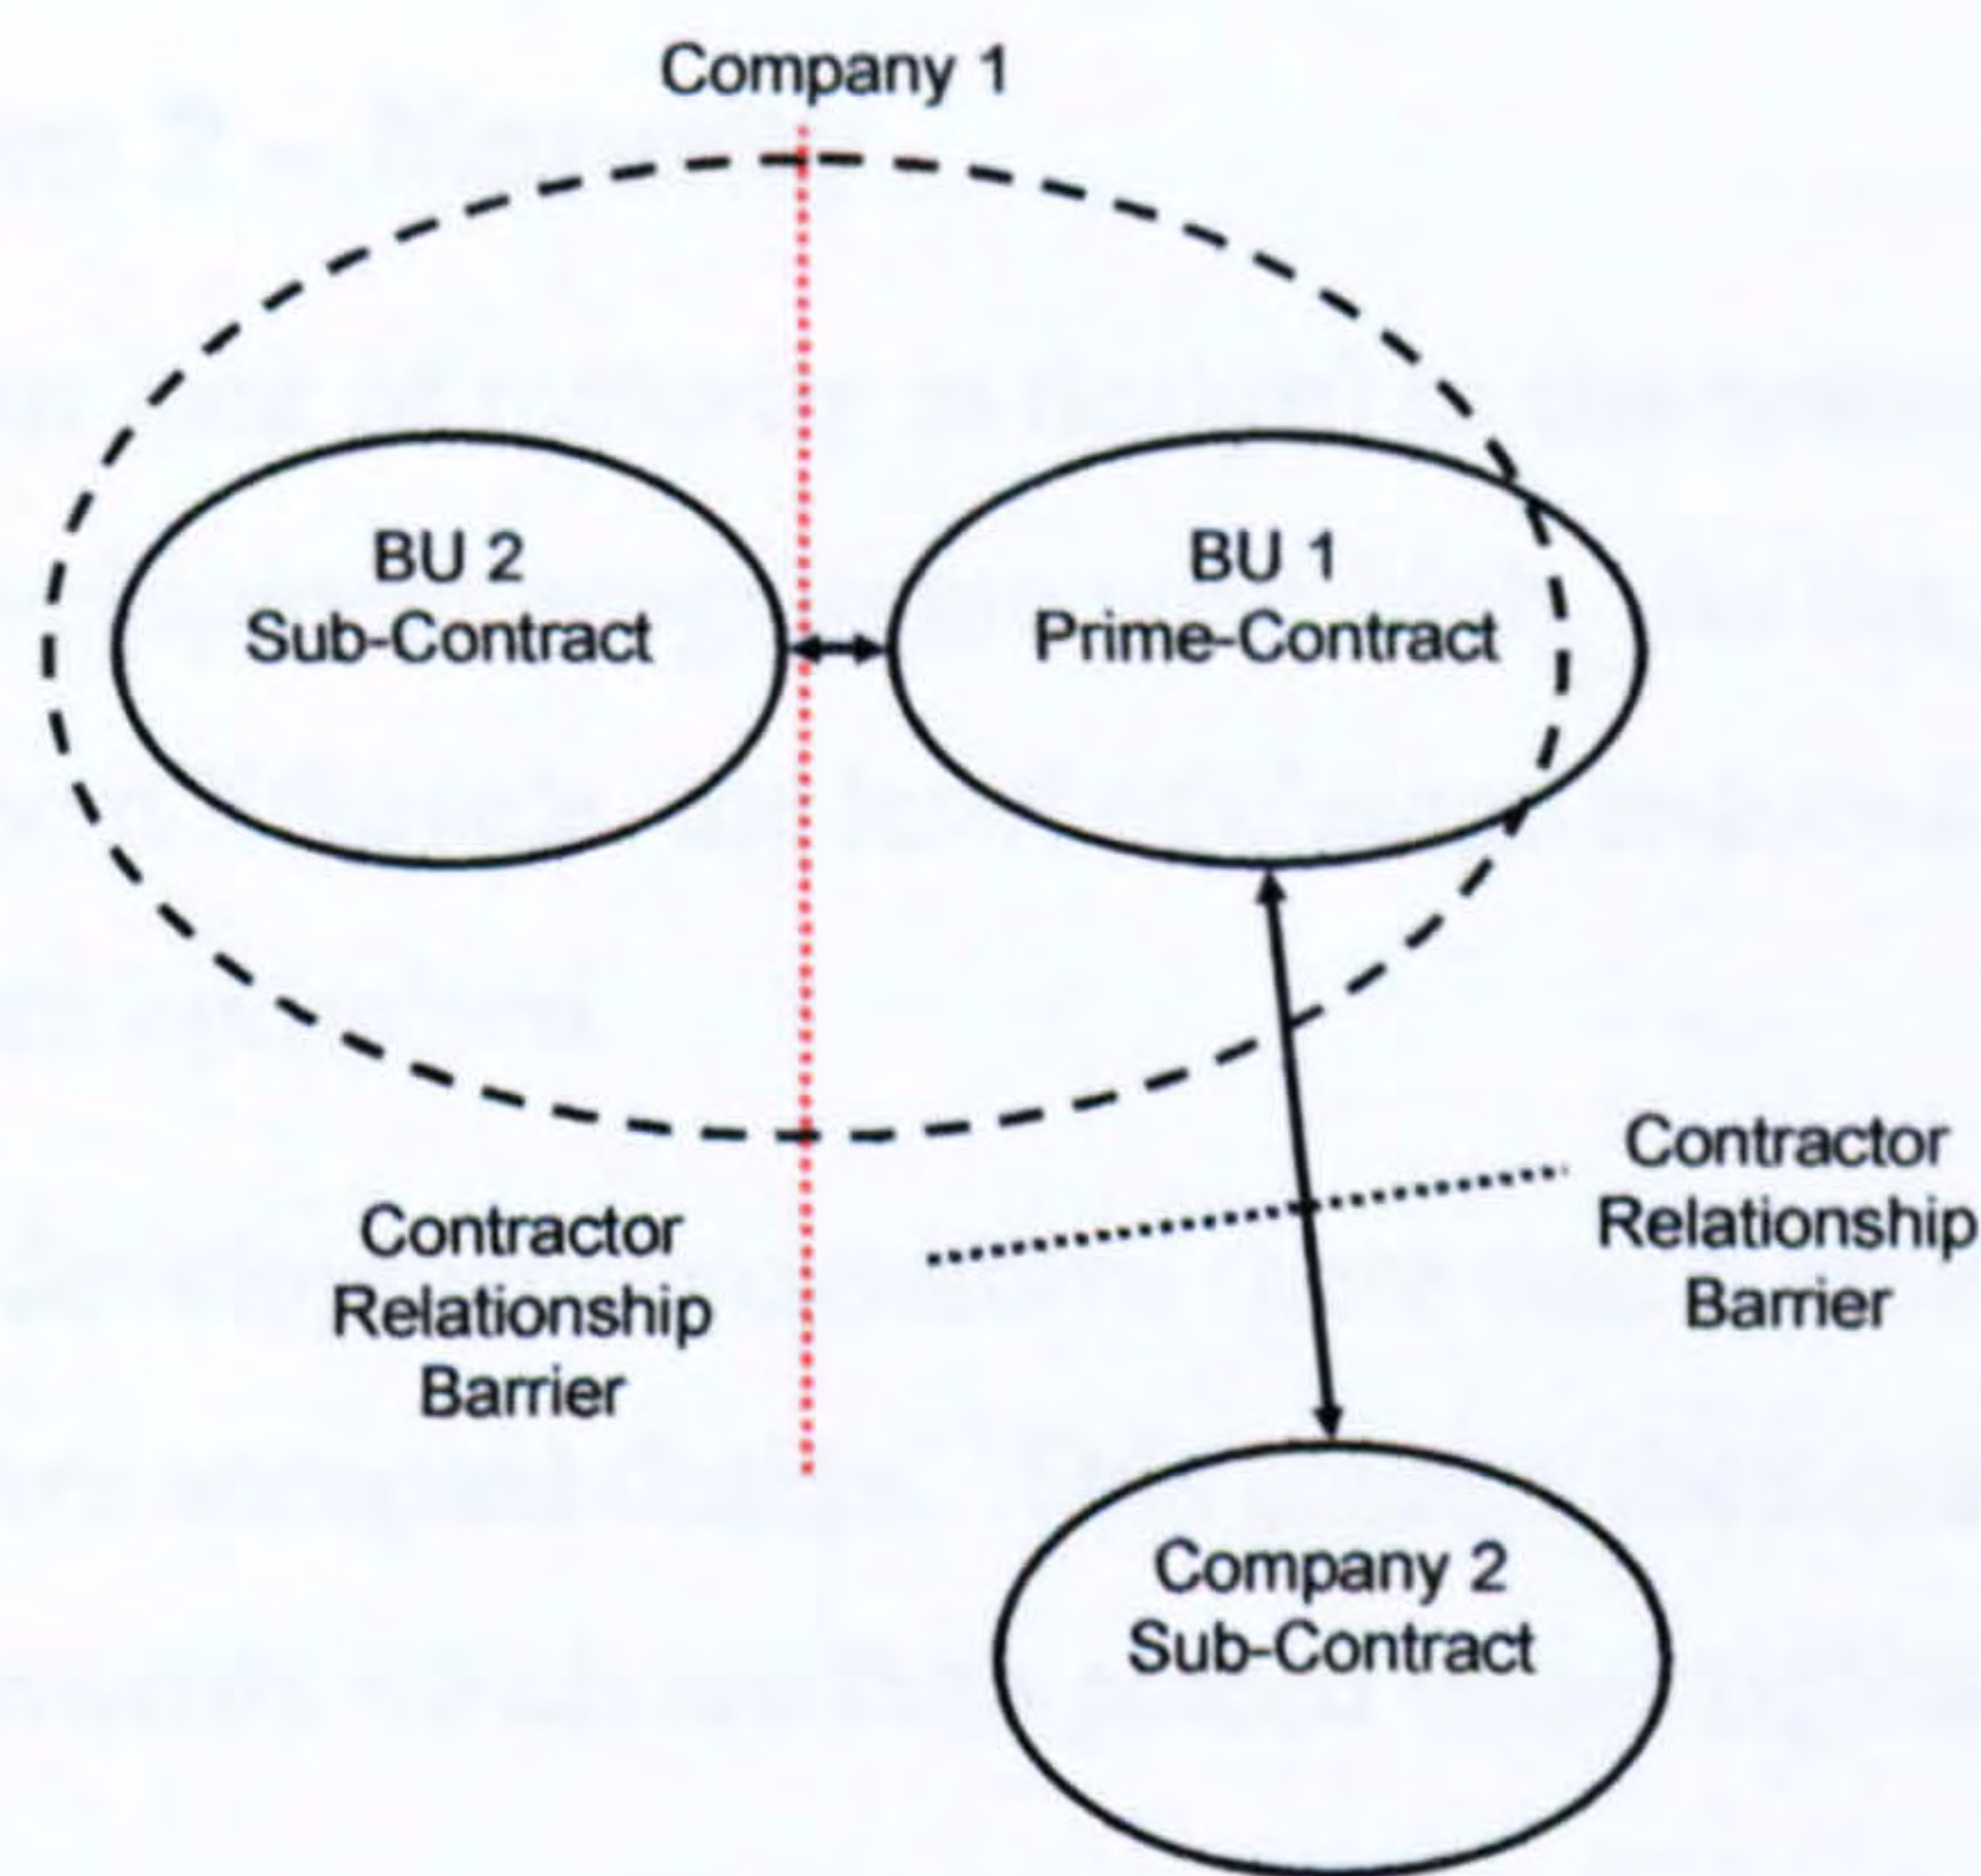 Company 1
BU 2
Sub-Contract
BU 1
Prime-Contract
Contractor
Relationship
Barrier
Contractor
Relationship
Barrier
Company 2
Sub-Contract